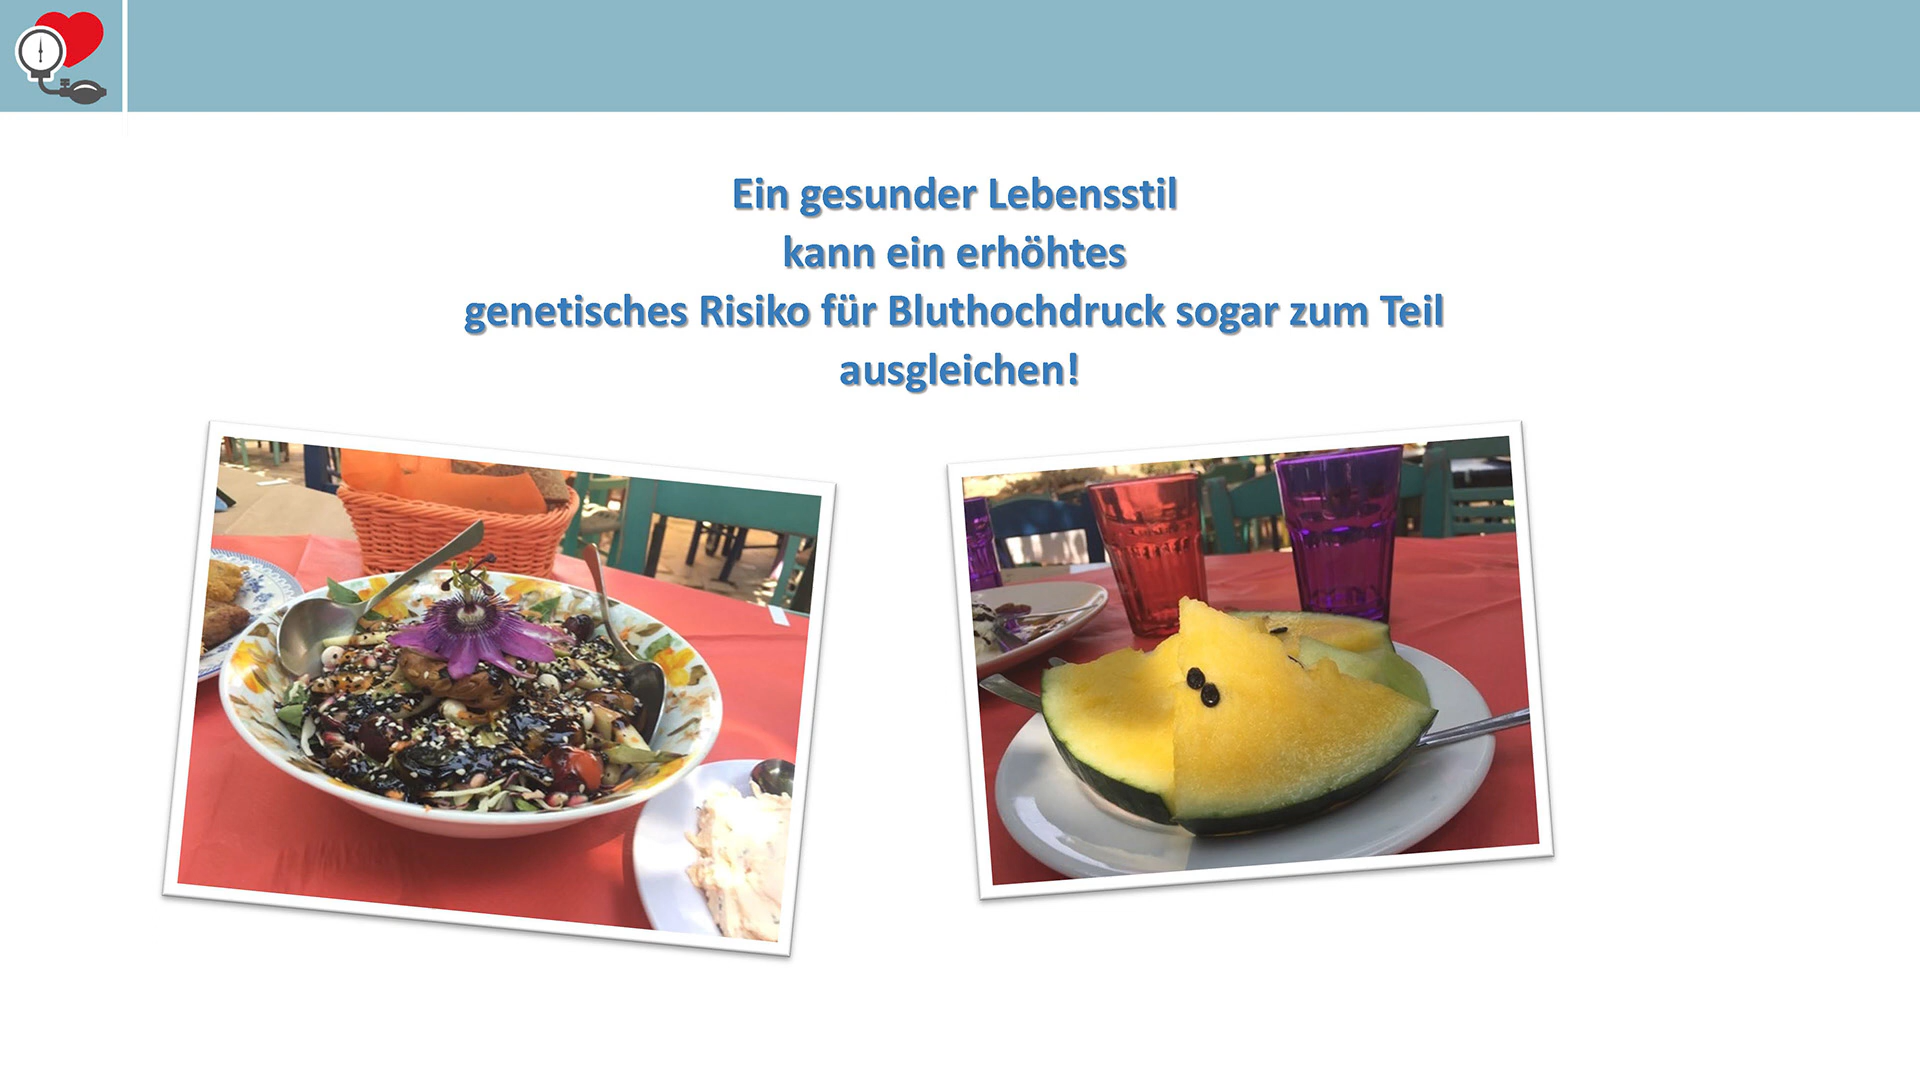 Ein gesunder Lebensstil
kann ein erhöhtes
genetisches Risiko für Bluthochdruck sogar zum Teil
ausgleichen!